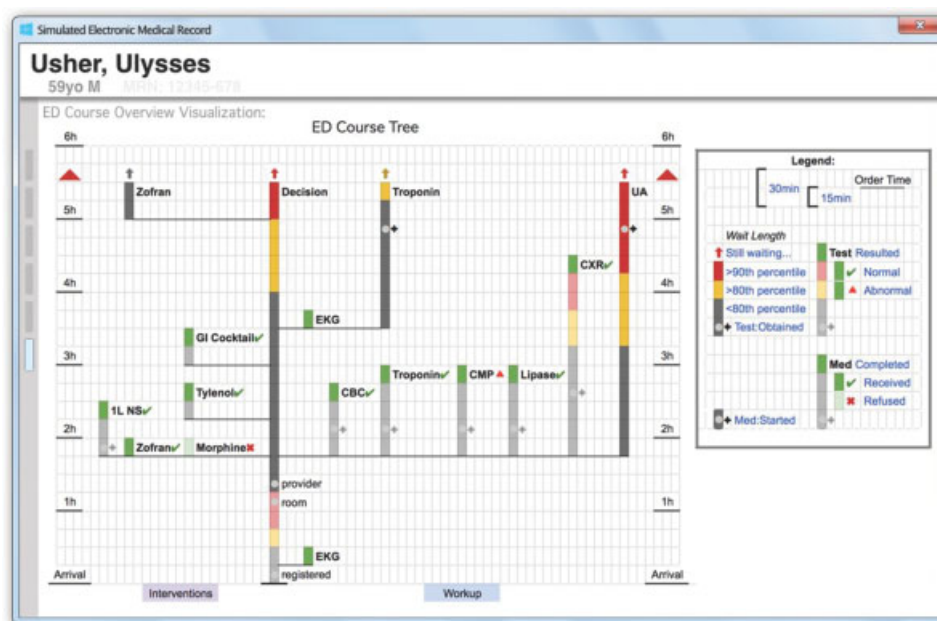 Simulated Electronic Medical Record
Usher, Ulysses
59yo M MRN: 12345-678
ED Course Overview Visualization:
ED Course Tree
6h 6h
Zofran Decision Troponin UA
5h 5h
CXR
4h 4h
EKG
GI Cocktail
3h 3h
Troponin CMP Lipase
Tylenol CBC
1L NS
2h 2h
Zofran Morphine
provider
room
1h 1h
EKG
Arrival registered Arrival
Interventions Workup
Legend:
Order Time
30min
15min
Wait Length
Still waiting... Test Resulted
>90th percentile Normal
>80th percentile Abnormal
<80th percentile
Test:Obtained
Med Completed
Received
Refused
Med:Started